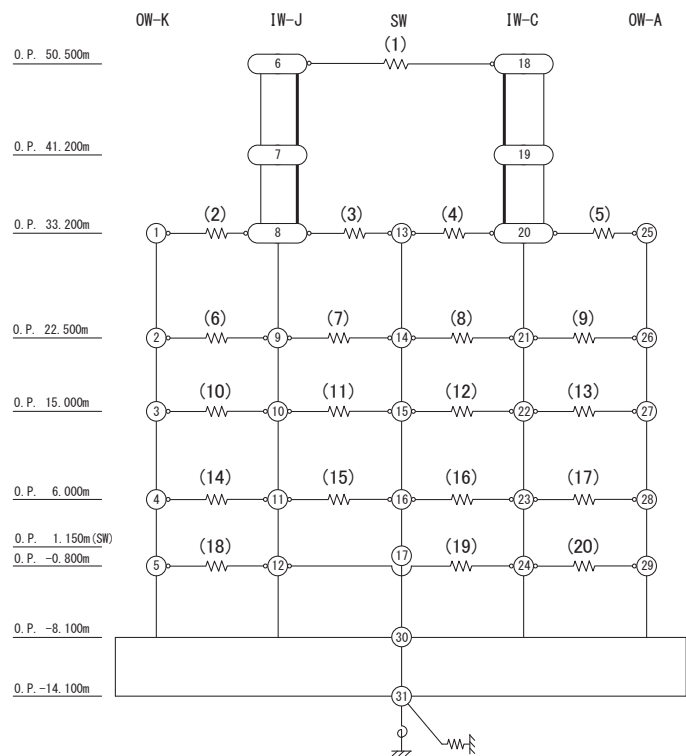 OW-K IW-J SW IW-C OW-A
(1)
O.P. 50.500m 6 18
O.P. 41.200m 7 19
(2) (3) (4) (5)
O.P. 33.200m 1 8 13 20 25
(6) (7) (8) (9)
O.P. 22.500m 2 9 14 21 26
(10) (11) (12) (13)
O.P. 15.000m 3 10 15 22 27
(14) (15) (16) (17)
O.P. 6.000m 4 11 16 23 28
O.P. 1.150m(SW) 17
(18) (19) (20)
O.P. -0.800m 5 12 24 29
O.P. -8.100m 30
O.P.-14.100m 31